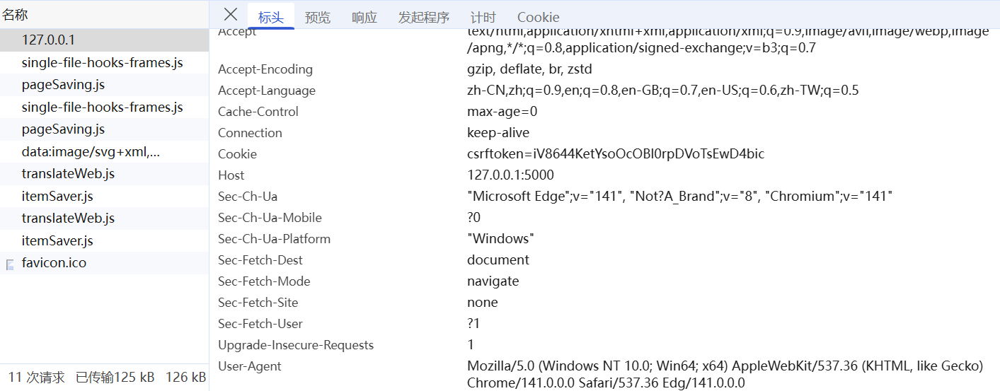 名称
127.0.0.1
single-file-hooks-frames.js
pageSaving.js
single-file-hooks-frames.js
pageSaving.js
data:image/svg+xml,...
translateWeb.js
itemSaver.js
translateWeb.js
itemSaver.js
favicon.ico
11 次请求 已传输125 kB 126 kB
标头 预览 响应 发起程序 计时 Cookie
Accept text/html,application/xhtml+xml,application/xml;q=0.9,image/avif,image/webp,image
/apng,*/*;q=0.8,application/signed-exchange;v=b3;q=0.7
Accept-Encoding gzip, deflate, br, zstd
Accept-Language zh-CN,zh;q=0.9,en;q=0.8,en-GB;q=0.7,en-US;q=0.6,zh-TW;q=0.5
Cache-Control max-age=0
Connection keep-alive
Cookie csrftoken=iV8644KetYsoOcOBl0rpDVoTsEwD4bic
Host 127.0.0.1:5000
Sec-Ch-Ua "Microsoft Edge";v="141", "Not?A_Brand";v="8", "Chromium";v="141"
Sec-Ch-Ua-Mobile ?0
Sec-Ch-Ua-Platform "Windows"
Sec-Fetch-Dest document
Sec-Fetch-Mode navigate
Sec-Fetch-Site none
Sec-Fetch-User ?1
Upgrade-Insecure-Requests 1
User-Agent Mozilla/5.0 (Windows NT 10.0; Win64; x64) AppleWebKit/537.36 (KHTML, like Gecko)
Chrome/141.0.0.0 Safari/537.36 Edg/141.0.0.0